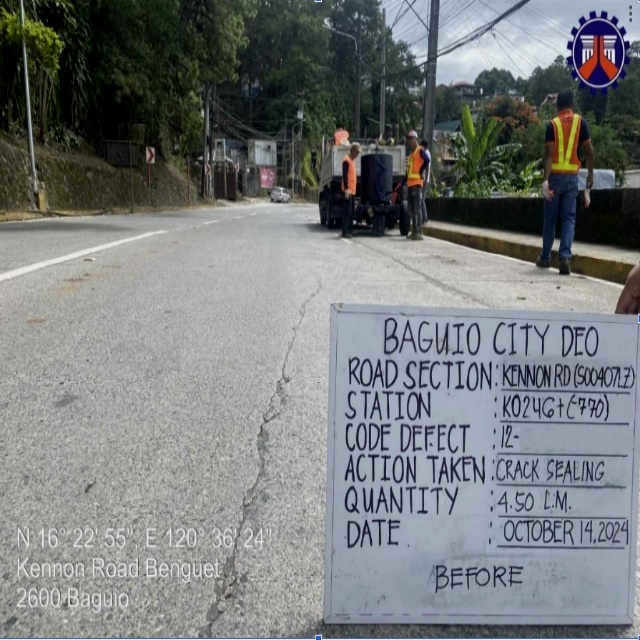 BAGUIO CITY DEO
ROAD SECTION: KENNON RD (S00407LZ)
STATION : K0246+(-770)
CODE DEFECT : 12-
ACTION TAKEN : CRACK SEALING
QUANTITY : 4.50 L.M.
DATE : OCTOBER 14, 2024
BEFORE
N 16° 22' 55", E 120° 36' 24"
Kennon Road Benguet
2600 Baguio